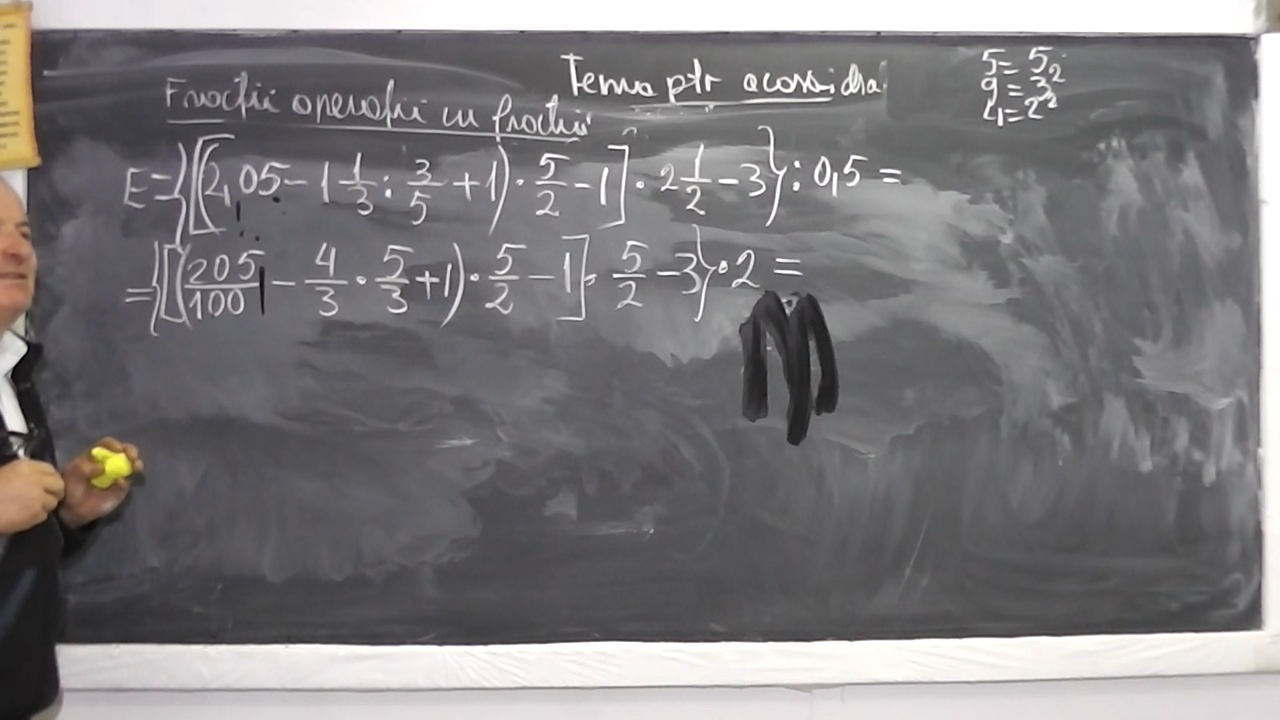 Tema ptr acasă
Fracții operații cu fracții
5 = 5
9 = 3²
4 = 2²
E = {[(2,05 - 1 1/3 : 3/5 + 1) · 5/2 - 1] · 2 1/2 - 3} : 0,5 =
= {[(205/100 - 4/3 · 5/3 + 1) · 5/2 - 1] · 5/2 - 3} · 2 =